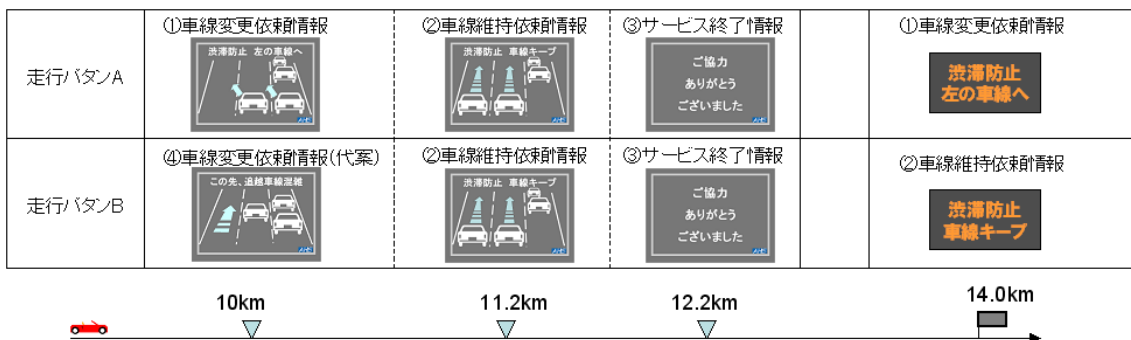 ①車線変更依頼情報
②車線維持依頼情報
③サービス終了情報
①車線変更依頼情報
走行パタンA
渋滞防止 左の車線へ
渋滞防止 車線キープ
ご協力
ありがとう
ございました
渋滞防止
左の車線へ
④車線変更依頼情報(代案)
②車線維持依頼情報
③サービス終了情報
②車線維持依頼情報
走行パタンB
この先、追越車線混雑
渋滞防止 車線キープ
ご協力
ありがとう
ございました
渋滞防止
車線キープ
10km
11.2km
12.2km
14.0km